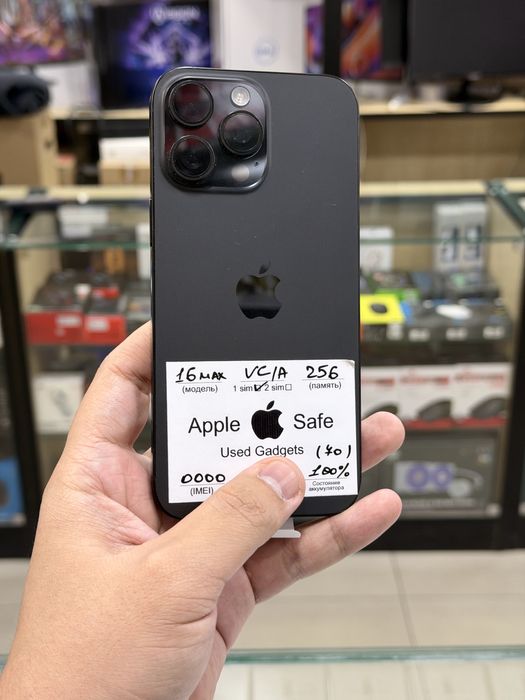 16 MAX VC/A 256
(модель) 1 sim ☑ 2 sim ☐ (память)
Apple Safe
Used Gadgets (40)
0000 100%
(IMEI) Состояние
аккумулятора